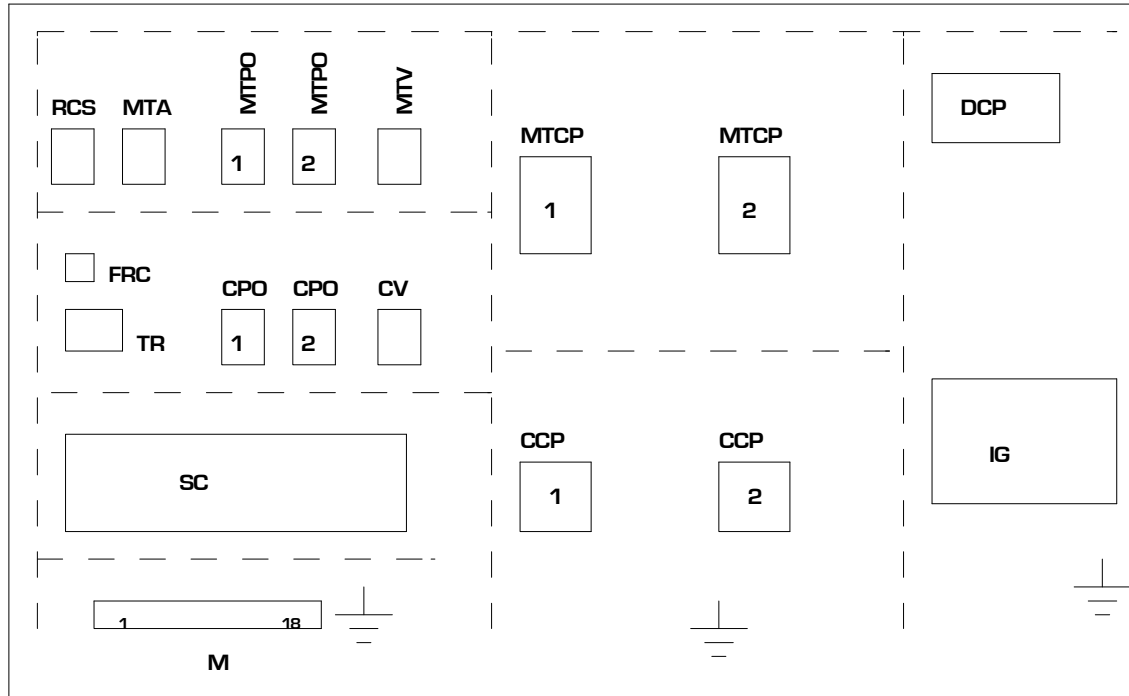 MTPO
MTPO
MTV
RCS MTA
1 2
DCP
MTCP MTCP
1 2
FRC
CPO CPO CV
TR 1 2
CCP CCP
SC 1 2
IG
1 18
M